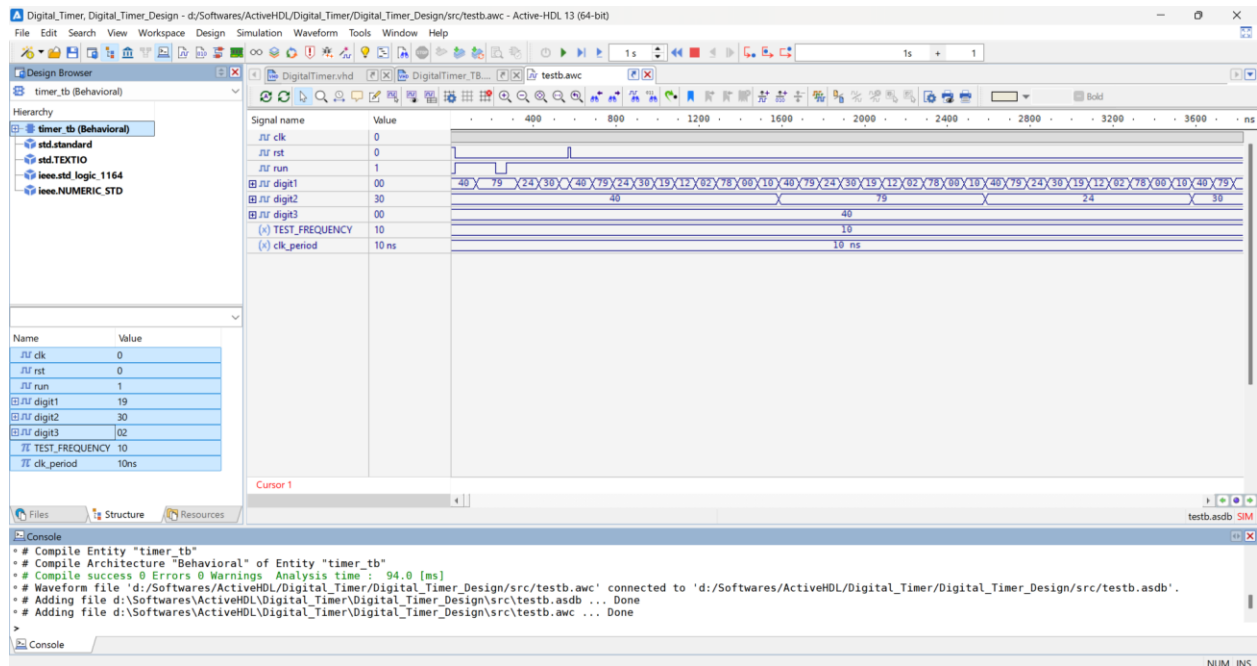 Digital_Timer, Digital_Timer_Design - d:/Softwares/ActiveHDL/Digital_Timer/Digital_Timer_Design/src/testb.awc - Active-HDL 13 (64-bit)
File Edit Search View Workspace Design Simulation Waveform Tools Window Help
1 s 1s + 1
Design Browser
DigitalTimer.vhd DigitalTimer_TB.... testb.awc
timer_tb (Behavioral)
Bold
Hierarchy
timer_tb (Behavioral)
std.standard
std.TEXTIO
ieee.std_logic_1164
ieee.NUMERIC_STD
Signal name Value 400 800 1200 1600 2000 2400 2800 3200 3600 ns
clk 0
rst 0
run 1
digit1 00 40 79 24 30 40 79 24 30 19 12 02 78 00 10 40 79 24 30 19 12 02 78 00 10 40 79 24 30 19 12 02 78 00 10 40 79
digit2 30 40 79 24 30
digit3 00 40
(x) TEST_FREQUENCY 10 10
(x) clk_period 10 ns 10 ns
Name Value
clk 0
rst 0
run 1
digit1 19
digit2 30
digit3 02
TEST_FREQUENCY 10
clk_period 10ns
Cursor 1
Files Structure Resources
testb.asdb SIM
Console
# Compile Entity "timer_tb"
# Compile Architecture "Behavioral" of Entity "timer_tb"
# Compile success 0 Errors 0 Warnings Analysis time : 94.0 [ms]
# Waveform file 'd:/Softwares/ActiveHDL/Digital_Timer/Digital_Timer_Design/src/testb.awc' connected to 'd:/Softwares/ActiveHDL/Digital_Timer/Digital_Timer_Design/src/testb.asdb'.
# Adding file d:\Softwares\ActiveHDL\Digital_Timer\Digital_Timer_Design\src\testb.asdb ... Done
# Adding file d:\Softwares\ActiveHDL\Digital_Timer\Digital_Timer_Design\src\testb.awc ... Done
>
Console
NUM INS